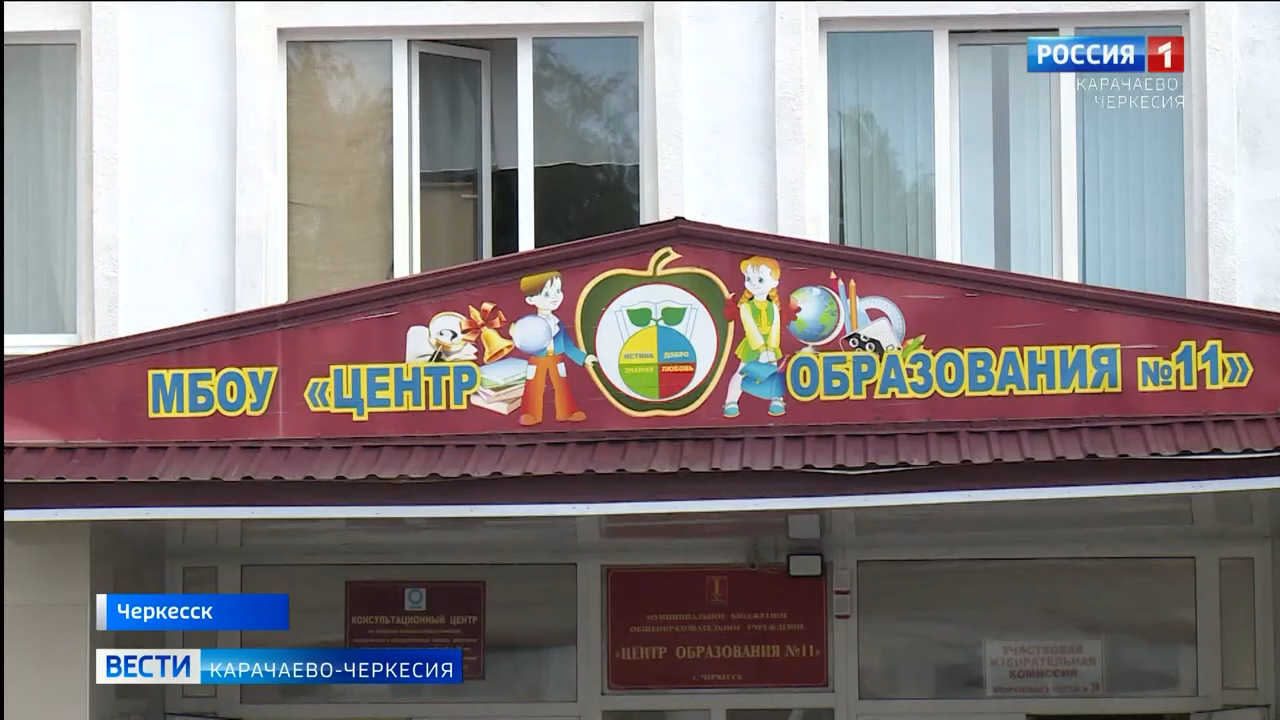 РОССИЯ 1
КАРАЧАЕВО
ЧЕРКЕСИЯ
МБОУ «ЦЕНТР ОБРАЗОВАНИЯ №11»
ИСТИНА ДОБРО
ЗНАНИЯ ЛЮБОВЬ
КОНСУЛЬТАЦИОННЫЙ ЦЕНТР
МУНИЦИПАЛЬНОЕ БЮДЖЕТНОЕ
ОБЩЕОБРАЗОВАТЕЛЬНОЕ УЧРЕЖДЕНИЕ
«ЦЕНТР ОБРАЗОВАНИЯ №11»
г. ЧЕРКЕССК
УЧАСТКОВАЯ
ИЗБИРАТЕЛЬНАЯ
КОМИССИЯ
Черкесск
ВЕСТИ КАРАЧАЕВО-ЧЕРКЕСИЯ